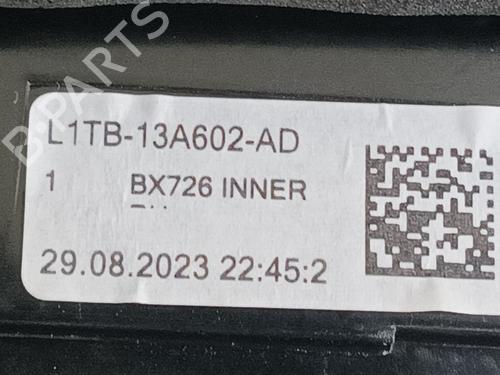 B-PARTS
L1TB-13A602-AD
1 BX726 INNER
29.08.2023 22:45:2